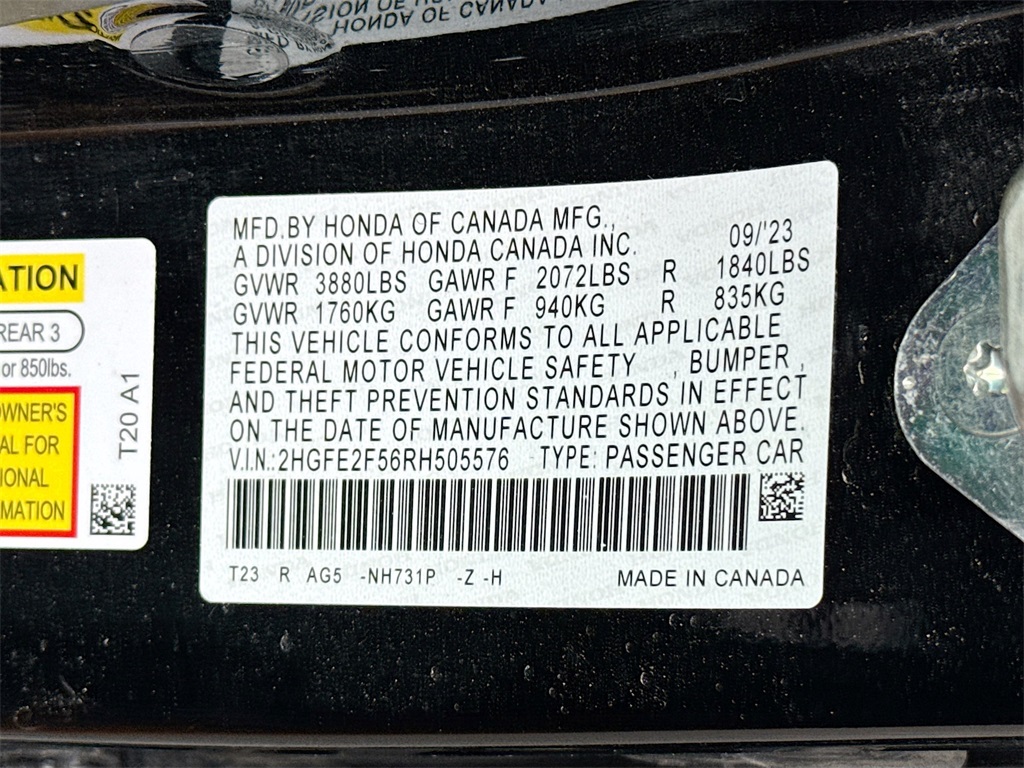 HONDA OF CANADA
MFD.BY HONDA OF CANADA MFG.,
A DIVISION OF HONDA CANADA INC. 09/'23
GVWR 3880LBS GAWR F 2072LBS R 1840LBS
GVWR 1760KG GAWR F 940KG R 835KG
THIS VEHICLE CONFORMS TO ALL APPLICABLE
FEDERAL MOTOR VEHICLE SAFETY , BUMPER ,
AND THEFT PREVENTION STANDARDS IN EFFECT
ON THE DATE OF MANUFACTURE SHOWN ABOVE.
V.I.N.:2HGFE2F56RH505576 TYPE: PASSENGER CAR
T23 R AG5 -NH731P -Z -H MADE IN CANADA
ATION
REAR 3
or 850lbs.
OWNER'S
AL FOR
IONAL
MATION
T20 A1